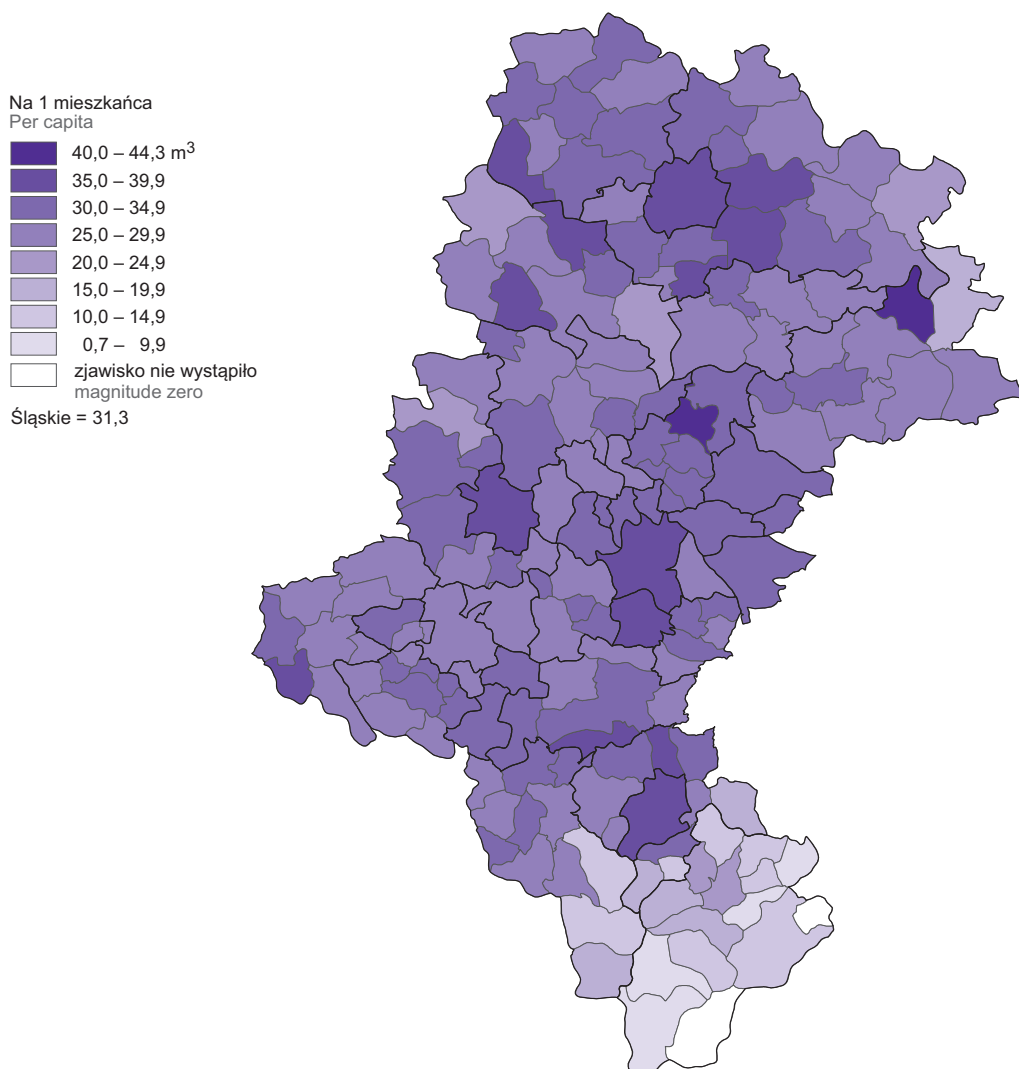 Na 1 mieszkańca
Per capita
40,0 – 44,3 m³
35,0 – 39,9
30,0 – 34,9
25,0 – 29,9
20,0 – 24,9
15,0 – 19,9
10,0 – 14,9
0,7 – 9,9
zjawisko nie wystąpiło
magnitude zero
Śląskie = 31,3